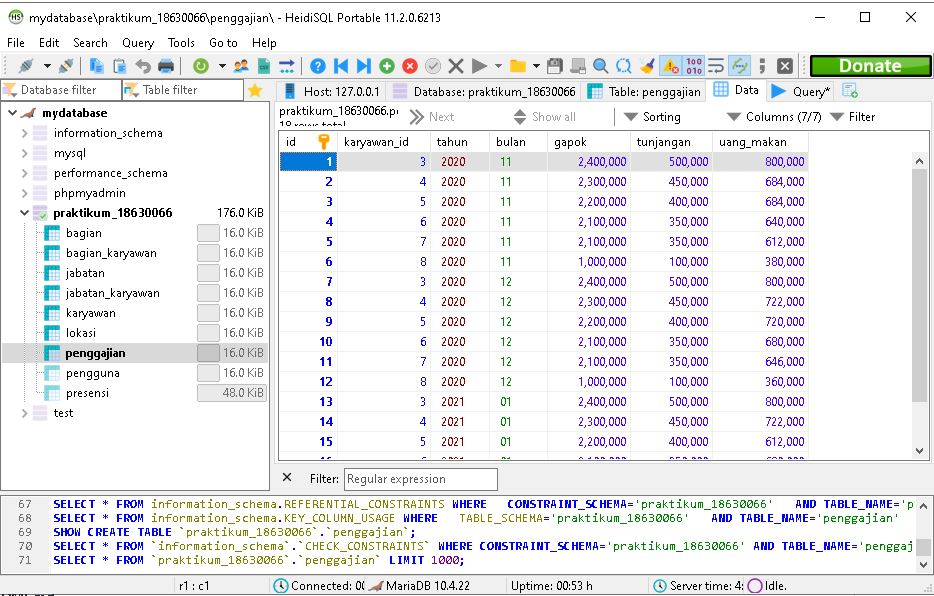 mydatabase\praktikum_18630066\penggajian\ - HeidiSQL Portable 11.2.0.6213
File Edit Search Query Tools Go to Help
Donate
Database filter Table filter
Host: 127.0.0.1 Database: praktikum_18630066 Table: penggajian Data Query*
mydatabase
information_schema
mysql
performance_schema
phpmyadmin
praktikum_18630066 176.0 KiB
bagian 16.0 KiB
bagian_karyawan 16.0 KiB
jabatan 16.0 KiB
jabatan_karyawan 16.0 KiB
karyawan 16.0 KiB
lokasi 16.0 KiB
penggajian 16.0 KiB
pengguna 16.0 KiB
presensi 48.0 KiB
test
praktikum_18630066.p Next Show all Sorting Columns (7/7) Filter
18 rows total
id karyawan_id tahun bulan gapok tunjangan uang_makan
1 3 2020 11 2,400,000 500,000 800,000
2 4 2020 11 2,300,000 450,000 684,000
3 5 2020 11 2,200,000 400,000 684,000
4 6 2020 11 2,100,000 350,000 640,000
5 7 2020 11 2,100,000 350,000 612,000
6 8 2020 11 1,000,000 100,000 380,000
7 3 2020 12 2,400,000 500,000 800,000
8 4 2020 12 2,300,000 450,000 722,000
9 5 2020 12 2,200,000 400,000 720,000
10 6 2020 12 2,100,000 350,000 680,000
11 7 2020 12 2,100,000 350,000 646,000
12 8 2020 12 1,000,000 100,000 360,000
13 3 2021 01 2,400,000 500,000 800,000
14 4 2021 01 2,300,000 450,000 722,000
15 5 2021 01 2,200,000 400,000 612,000
Filter: Regular expression
67 SELECT * FROM information_schema.REFERENTIAL_CONSTRAINTS WHERE CONSTRAINT_SCHEMA='praktikum_18630066' AND TABLE_NAME='p
68 SELECT * FROM information_schema.KEY_COLUMN_USAGE WHERE TABLE_SCHEMA='praktikum_18630066' AND TABLE_NAME='penggajian'
69 SHOW CREATE TABLE `praktikum_18630066`.`penggajian`;
70 SELECT * FROM `information_schema`.`CHECK_CONSTRAINTS` WHERE CONSTRAINT_SCHEMA='praktikum_18630066' AND TABLE_NAME='penggaj
71 SELECT * FROM `praktikum_18630066`.`penggajian` LIMIT 1000;
r1 : c1 Connected: 00 MariaDB 10.4.22 Uptime: 00:53 h Server time: 4: Idle.